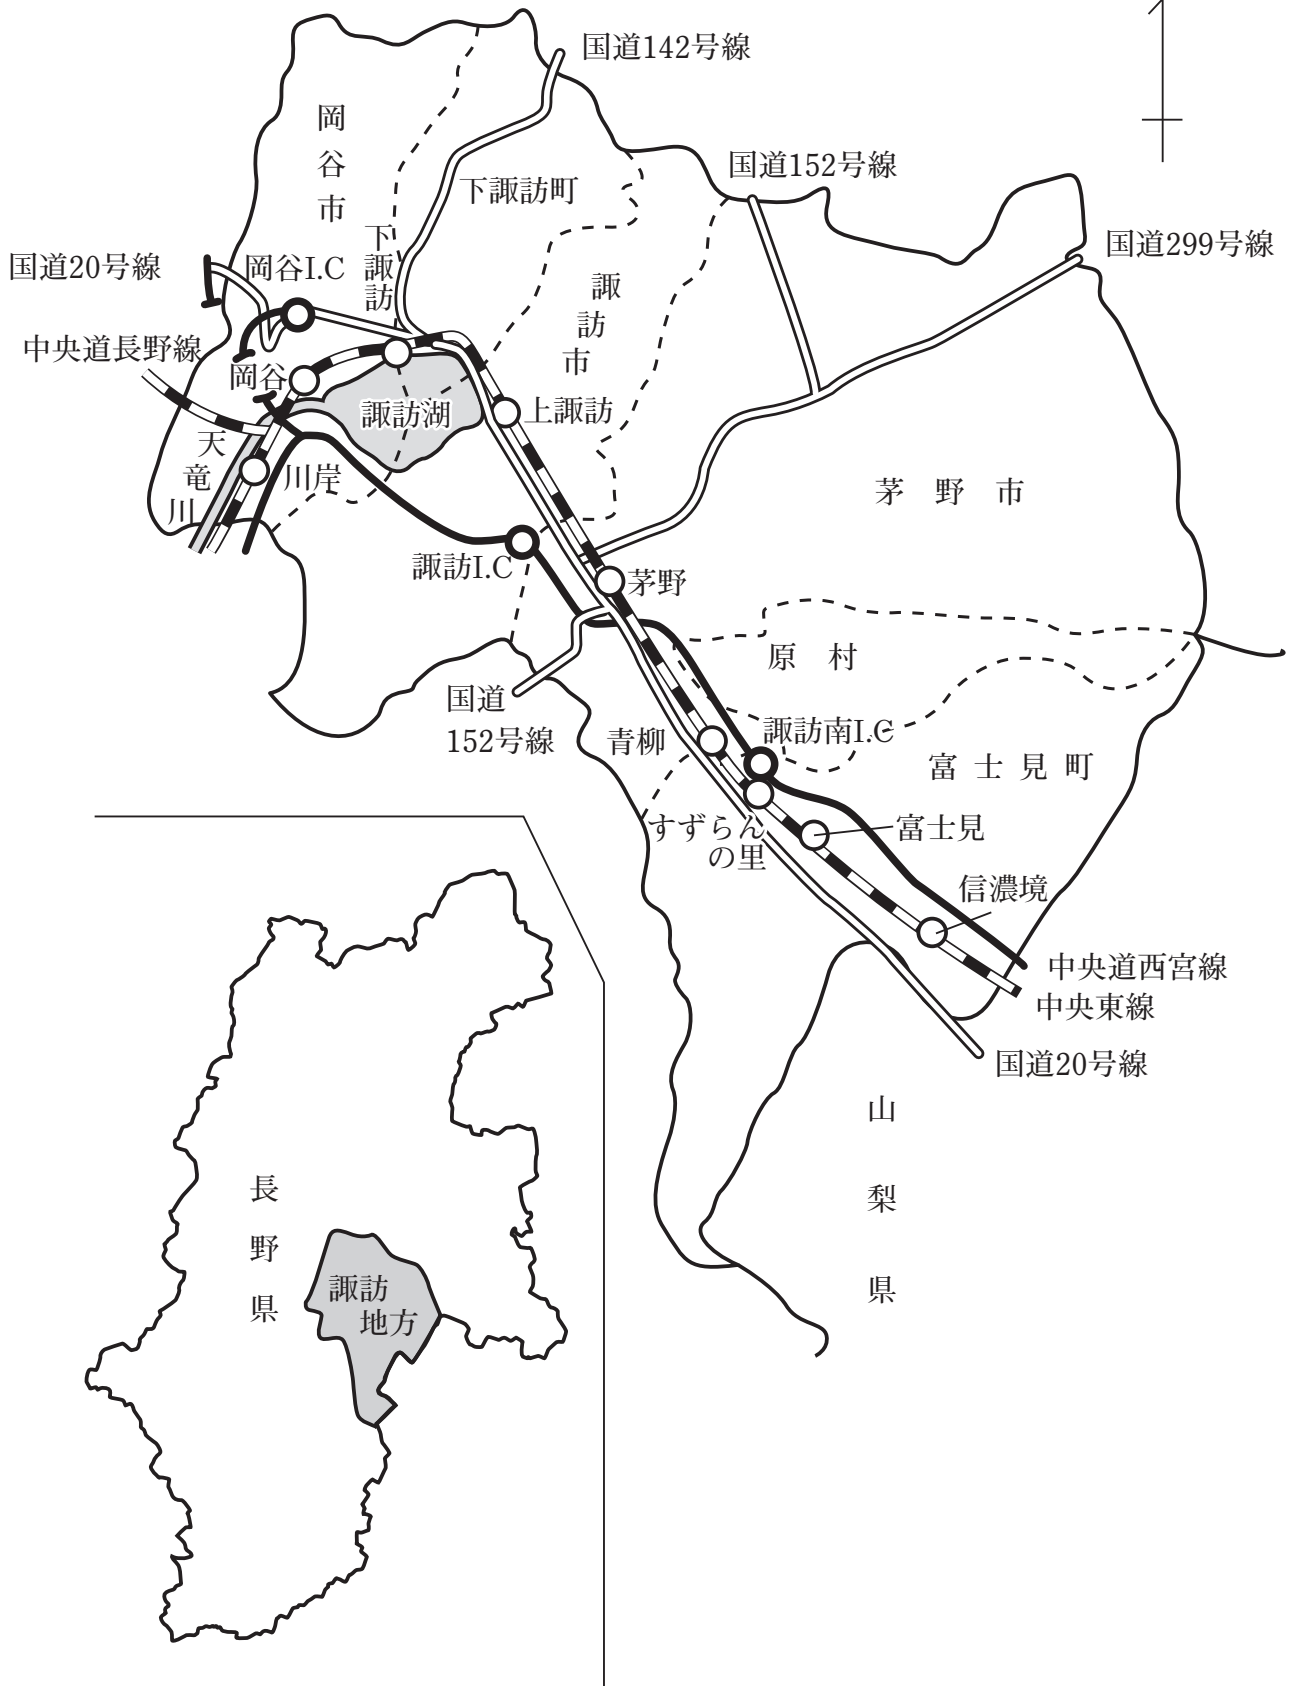 国道142号線
岡谷市
国道152号線
下諏訪町
下諏訪
国道299号線
国道20号線
岡谷I.C
諏訪市
中央道長野線
岡谷
諏訪湖
上諏訪
天竜川
川岸
茅野市
諏訪I.C
茅野
原村
国道
152号線
青柳
諏訪南I.C
富士見町
すずらん
の里
富士見
信濃境
中央道西宮線
中央東線
国道20号線
山梨県
長野県
諏訪
地方